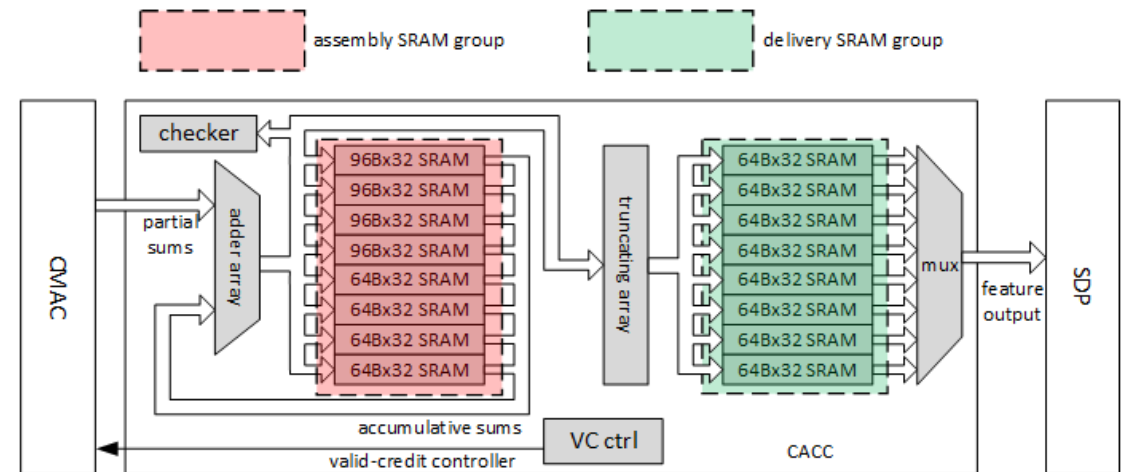 assembly SRAM group
delivery SRAM group
CMAC
checker
partial
sums
adder array
96Bx32 SRAM
96Bx32 SRAM
96Bx32 SRAM
96Bx32 SRAM
64Bx32 SRAM
64Bx32 SRAM
64Bx32 SRAM
64Bx32 SRAM
truncating array
64Bx32 SRAM
64Bx32 SRAM
64Bx32 SRAM
64Bx32 SRAM
64Bx32 SRAM
64Bx32 SRAM
64Bx32 SRAM
64Bx32 SRAM
mux
feature
output
SDP
accumulative sums
VC ctrl
valid-credit controller
CACC